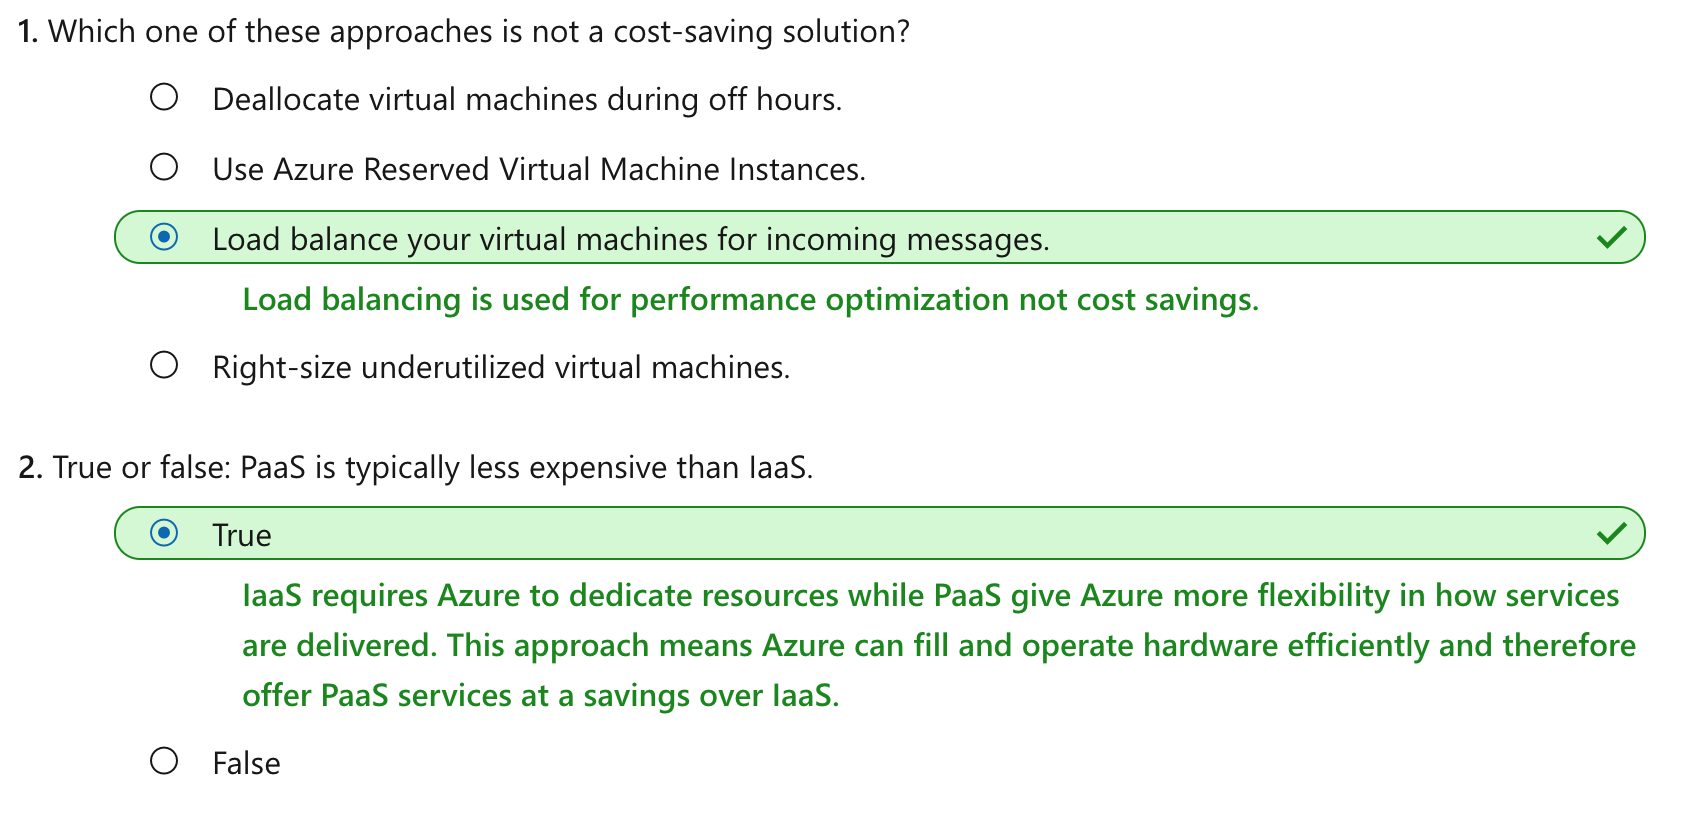 1. Which one of these approaches is not a cost-saving solution?
Deallocate virtual machines during off hours.
Use Azure Reserved Virtual Machine Instances.
Load balance your virtual machines for incoming messages.
Load balancing is used for performance optimization not cost savings.
Right-size underutilized virtual machines.
2. True or false: PaaS is typically less expensive than IaaS.
True
IaaS requires Azure to dedicate resources while PaaS give Azure more flexibility in how services
are delivered. This approach means Azure can fill and operate hardware efficiently and therefore
offer PaaS services at a savings over IaaS.
False